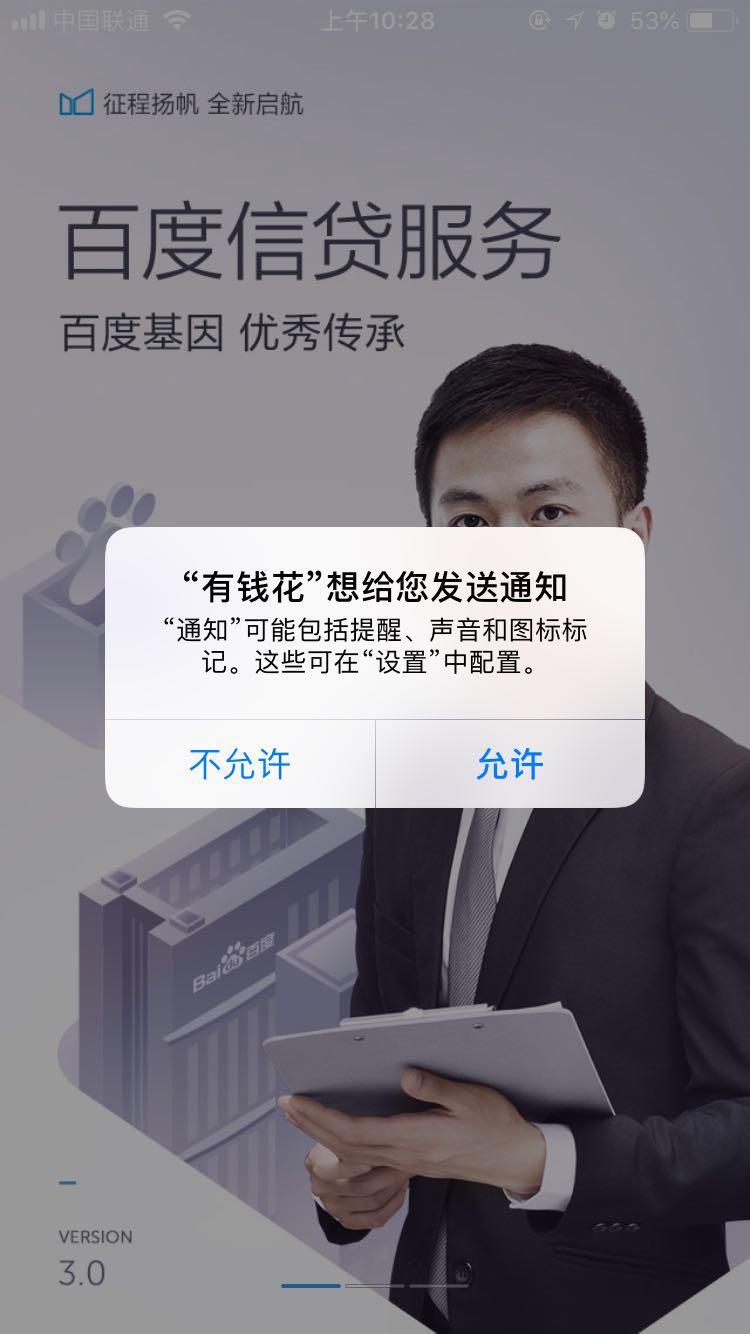 中国联通
上午10:28
53%
征程扬帆 全新启航
百度信贷服务
百度基因 优秀传承
“有钱花”想给您发送通知
“通知”可能包括提醒、声音和图标标
记。这些可在“设置”中配置。
不允许
允许
Bai du 百度
VERSION
3.0